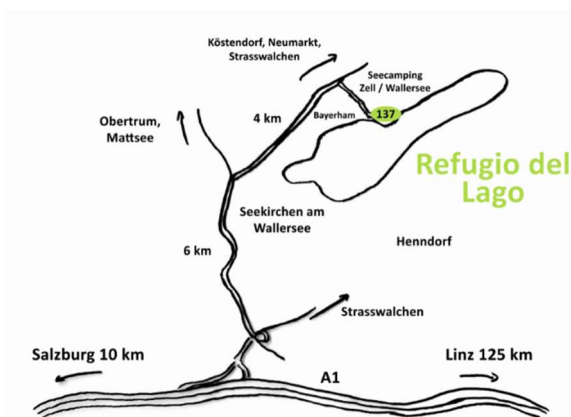 Köstendorf, Neumarkt,
Strasswalchen
Seecamping
Zell / Wallersee
Obertrum,
Mattsee
4 km
Bayerham
137
Refugio del
Lago
Seekirchen am
Wallersee
Henndorf
6 km
Strasswalchen
Salzburg 10 km
Linz 125 km
A1